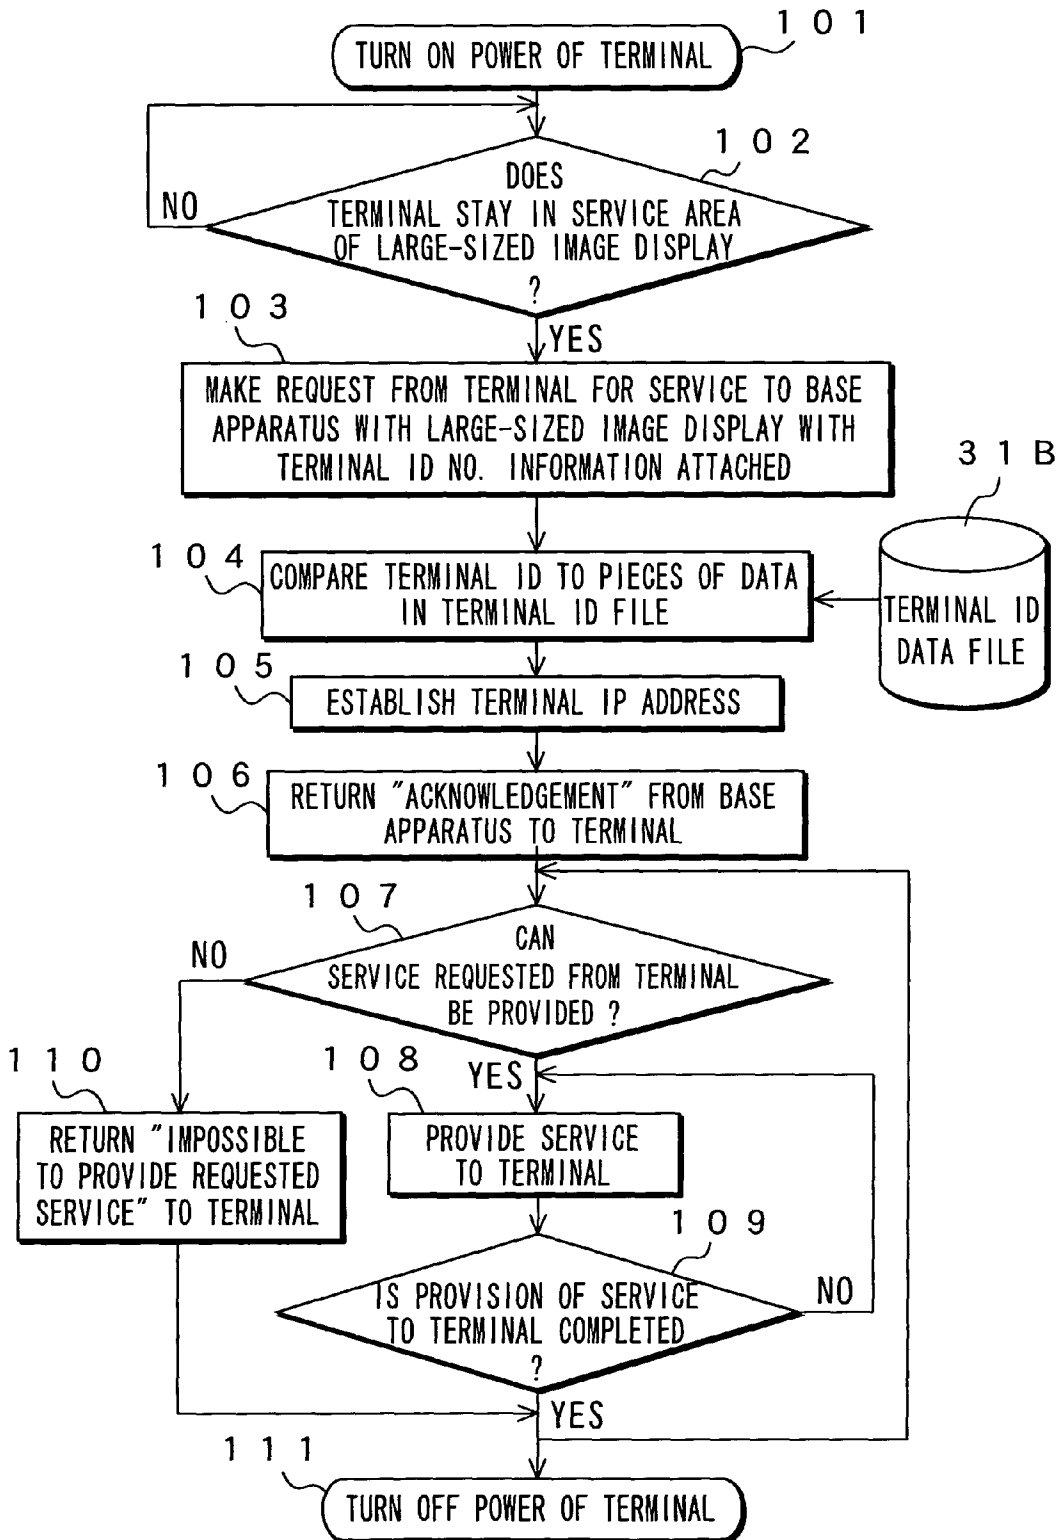 101
TURN ON POWER OF TERMINAL
102
DOES
TERMINAL STAY IN SERVICE AREA
OF LARGE-SIZED IMAGE DISPLAY
?
NO
YES
103
MAKE REQUEST FROM TERMINAL FOR SERVICE TO BASE
APPARATUS WITH LARGE-SIZED IMAGE DISPLAY WITH
TERMINAL ID NO. INFORMATION ATTACHED
31B
TERMINAL ID
DATA FILE
104
COMPARE TERMINAL ID TO PIECES OF DATA
IN TERMINAL ID FILE
105
ESTABLISH TERMINAL IP ADDRESS
106
RETURN "ACKNOWLEDGEMENT" FROM BASE
APPARATUS TO TERMINAL
107
CAN
SERVICE REQUESTED FROM TERMINAL
BE PROVIDED ?
NO
YES
110
RETURN "IMPOSSIBLE
TO PROVIDE REQUESTED
SERVICE" TO TERMINAL
108
PROVIDE SERVICE
TO TERMINAL
109
IS PROVISION OF SERVICE
TO TERMINAL COMPLETED
?
NO
YES
111
TURN OFF POWER OF TERMINAL